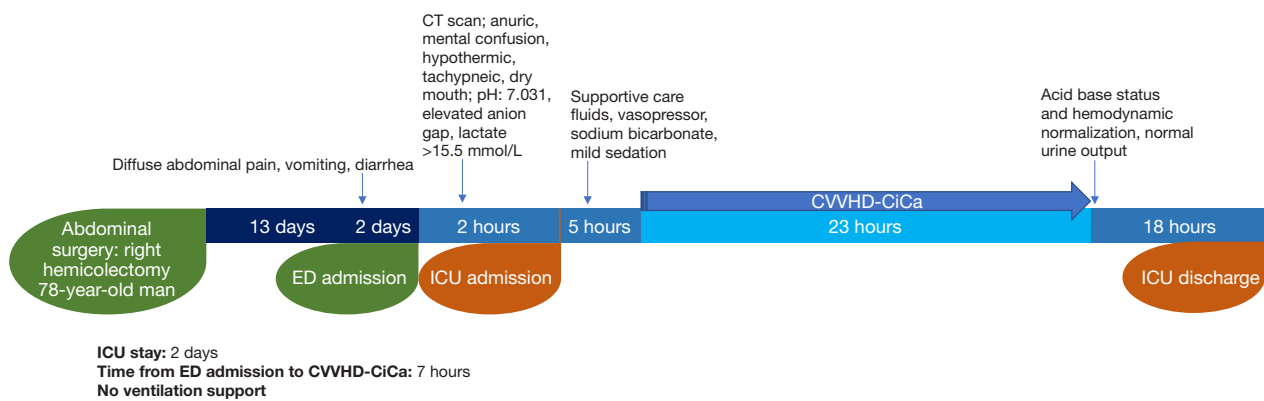 CT scan; anuric,
mental confusion,
hypothermic,
tachypneic, dry
mouth; pH: 7.031,
elevated anion
gap, lactate
>15.5 mmol/L
Supportive care
fluids, vasopressor,
sodium bicarbonate,
mild sedation
Acid base status
and hemodynamic
normalization, normal
urine output
Diffuse abdominal pain, vomiting, diarrhea
CVVHD-CiCa
Abdominal
surgery: right
hemicolectomy
78-year-old man
13 days
2 days
2 hours
5 hours
23 hours
18 hours
ED admission
ICU admission
ICU discharge
ICU stay: 2 days
Time from ED admission to CVVHD-CiCa: 7 hours
No ventilation support